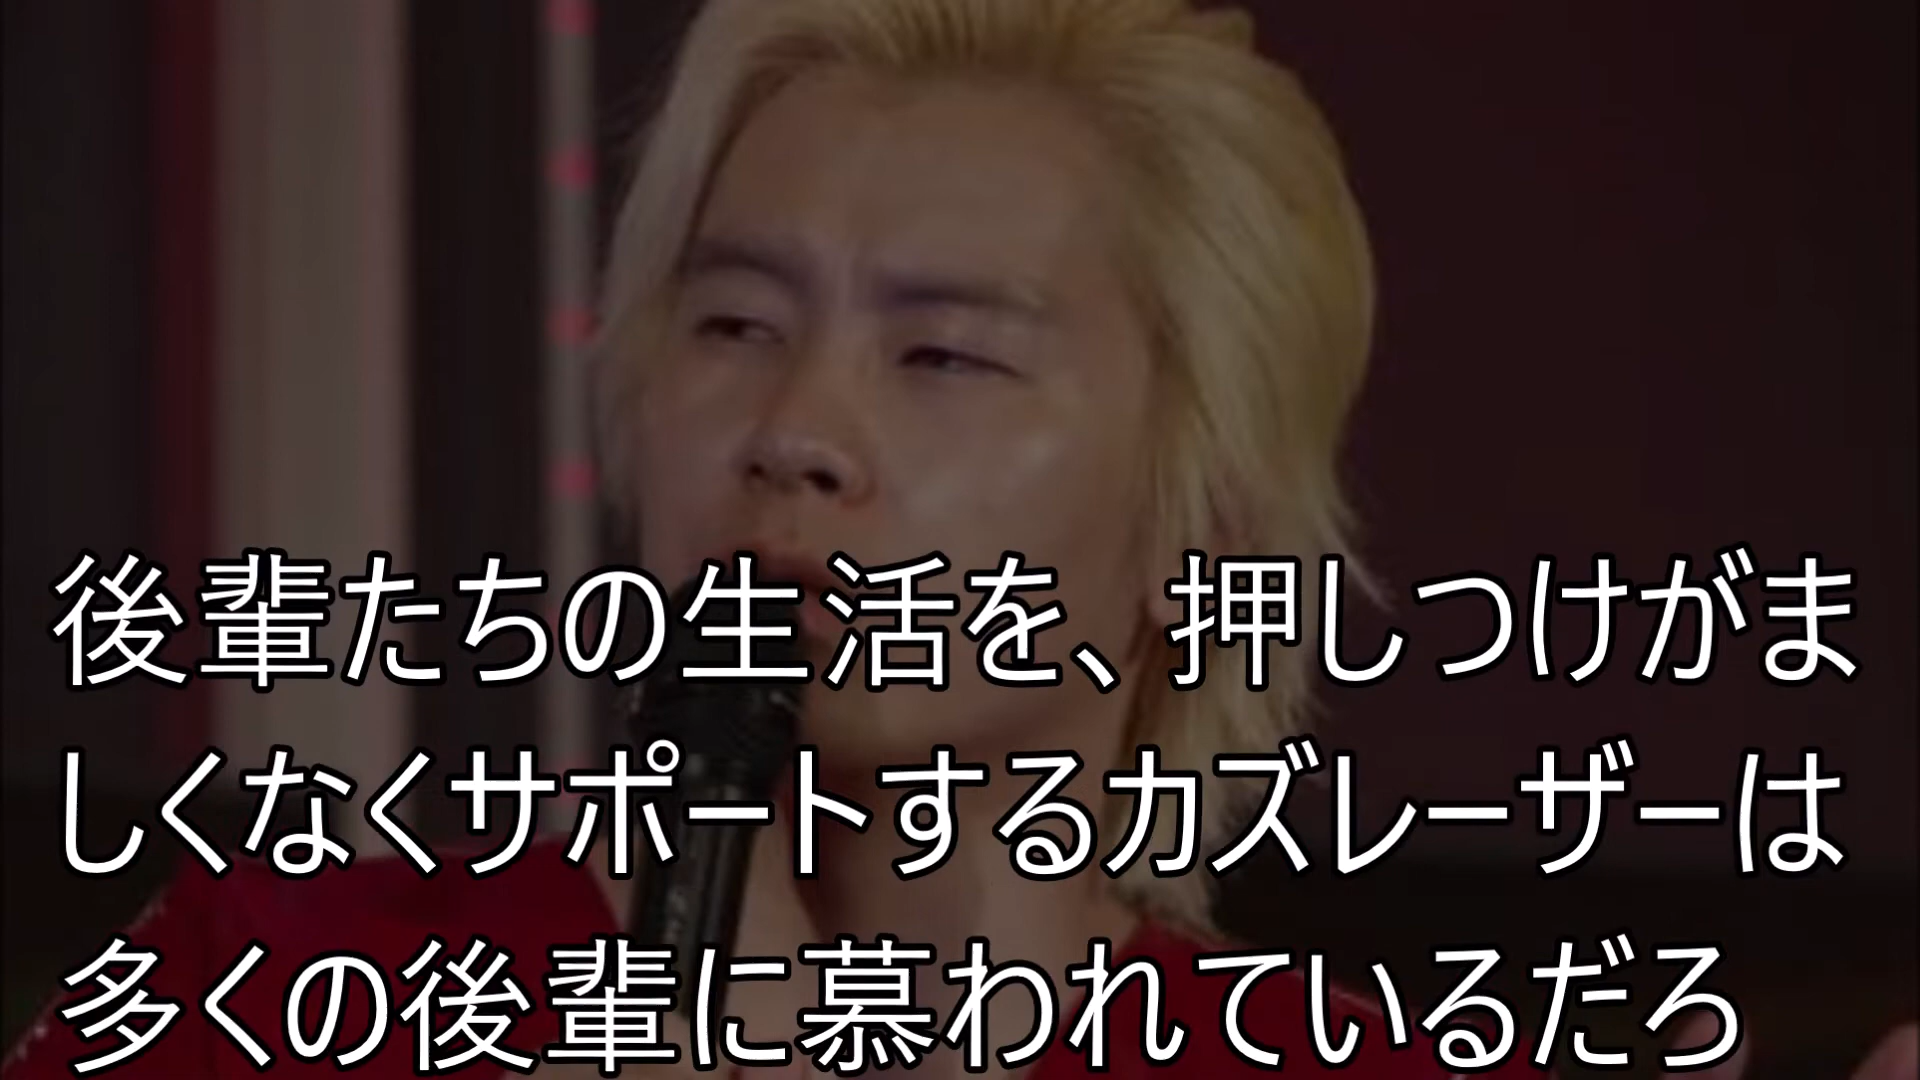 後輩たちの生活を、押しつけがま
しくなくサポートするカズレーザーは
多くの後輩に慕われているだろ